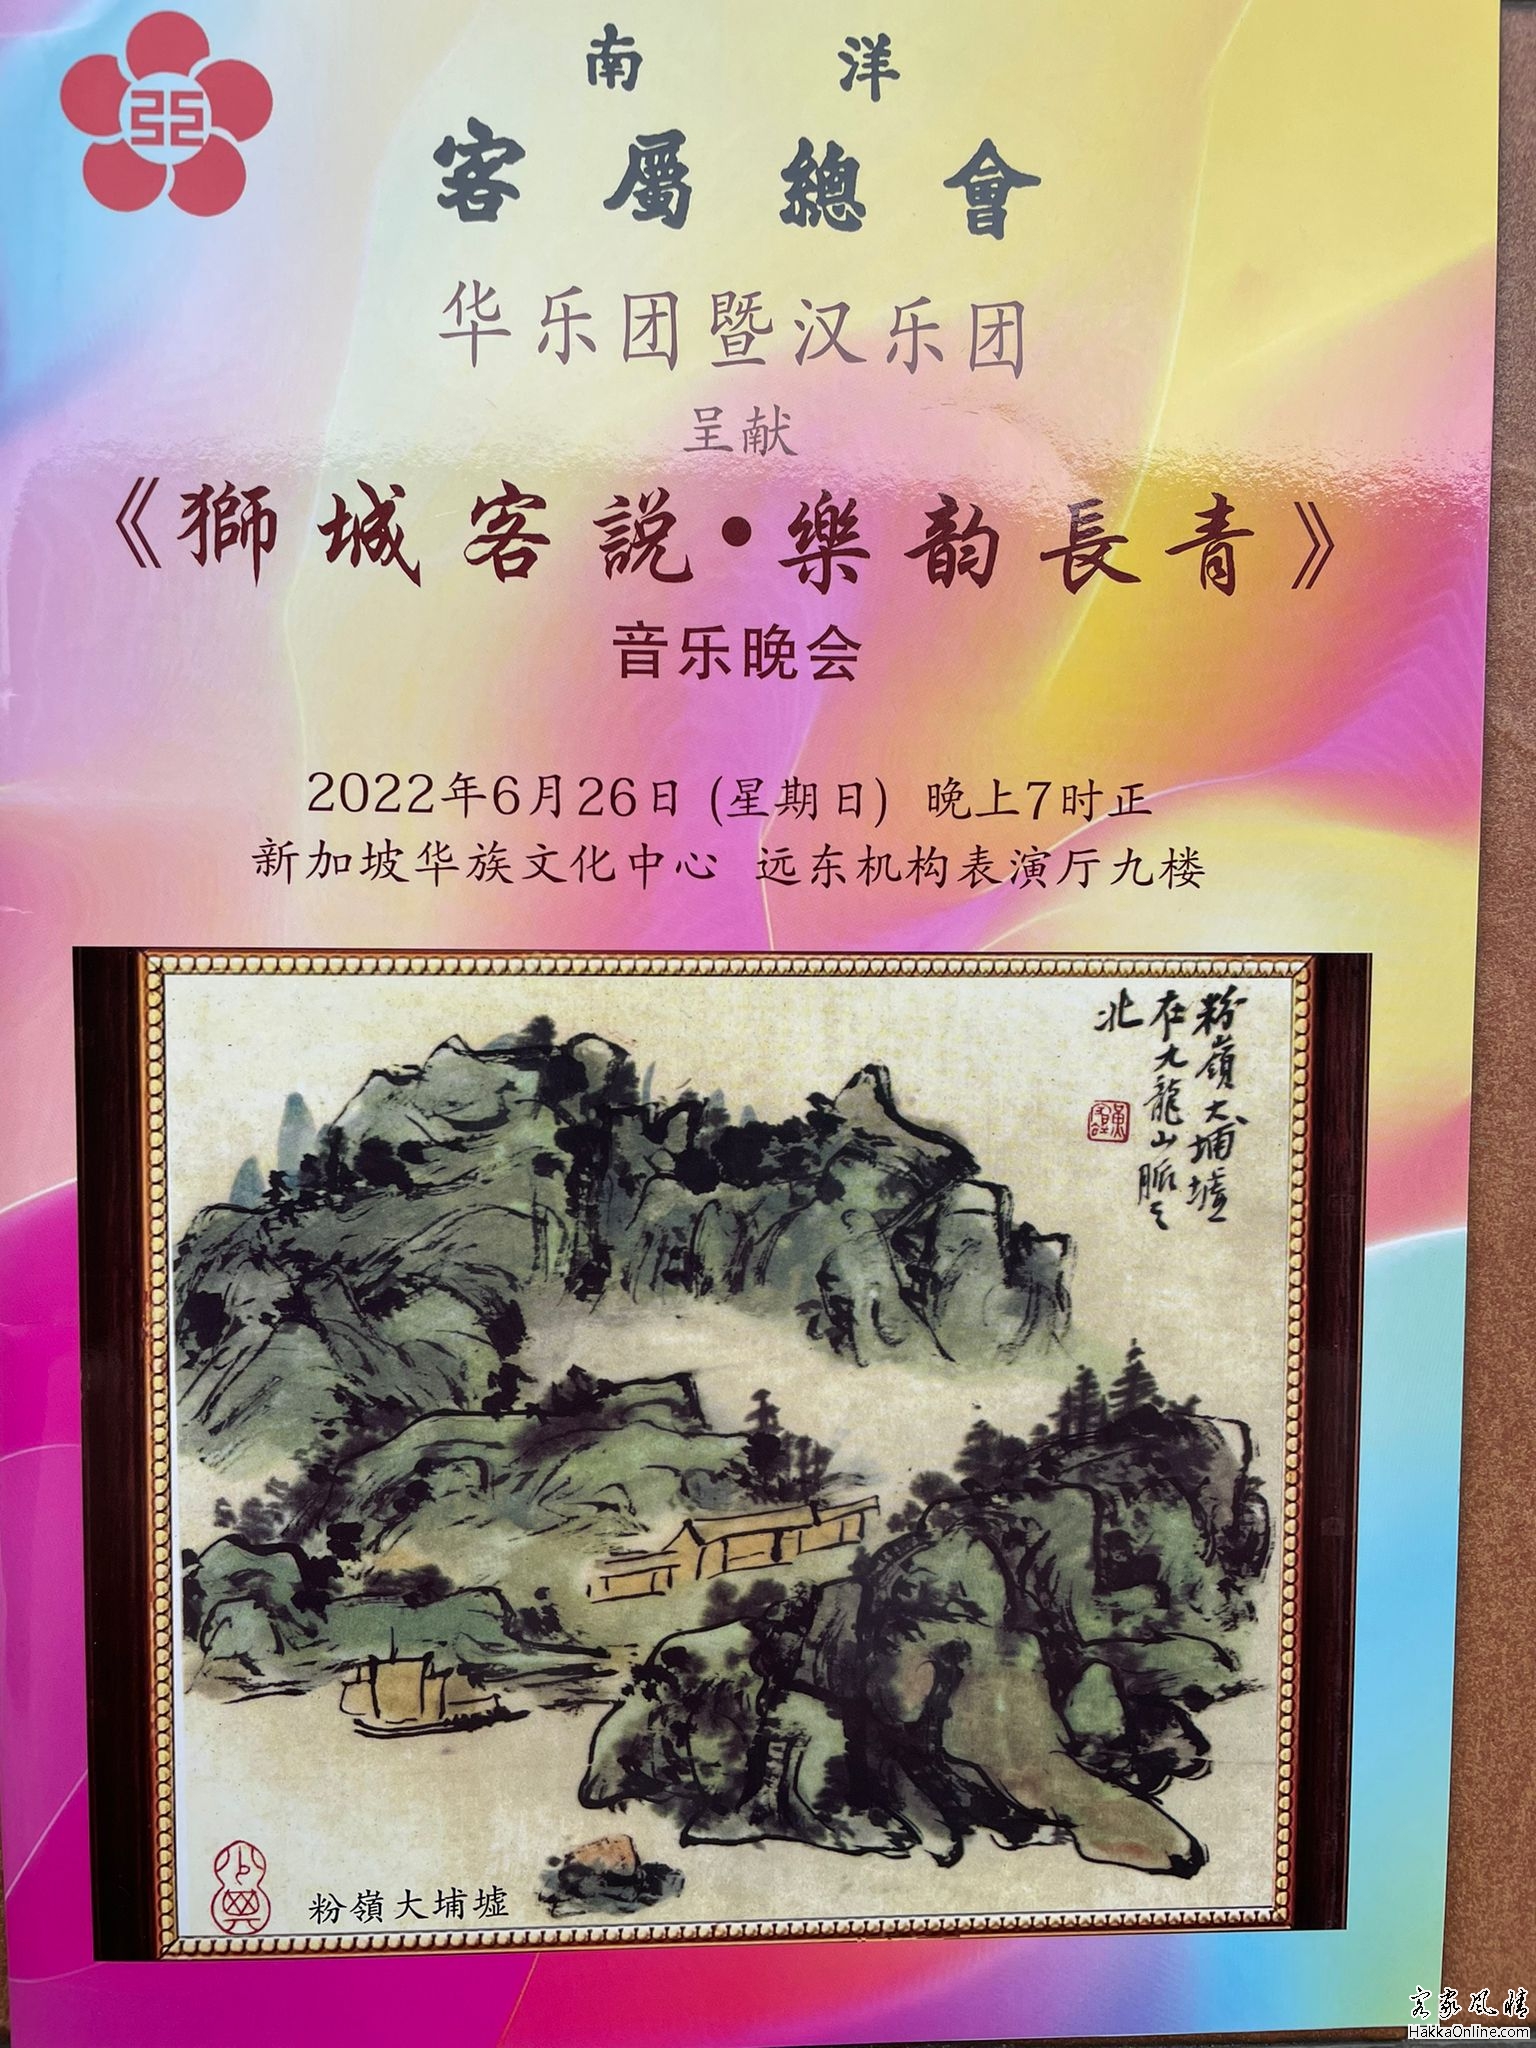 南洋
客屬總會
华乐团暨汉乐团
呈献
《獅城客説·樂韵長青》
音乐晚会
2022年6月26日 (星期日) 晚上7时正
新加坡华族文化中心 远东机构表演厅九楼
粉嶺大埔墟
在九龍山脈之
北
粉嶺大埔墟
客家风情
HakkaOnline.com